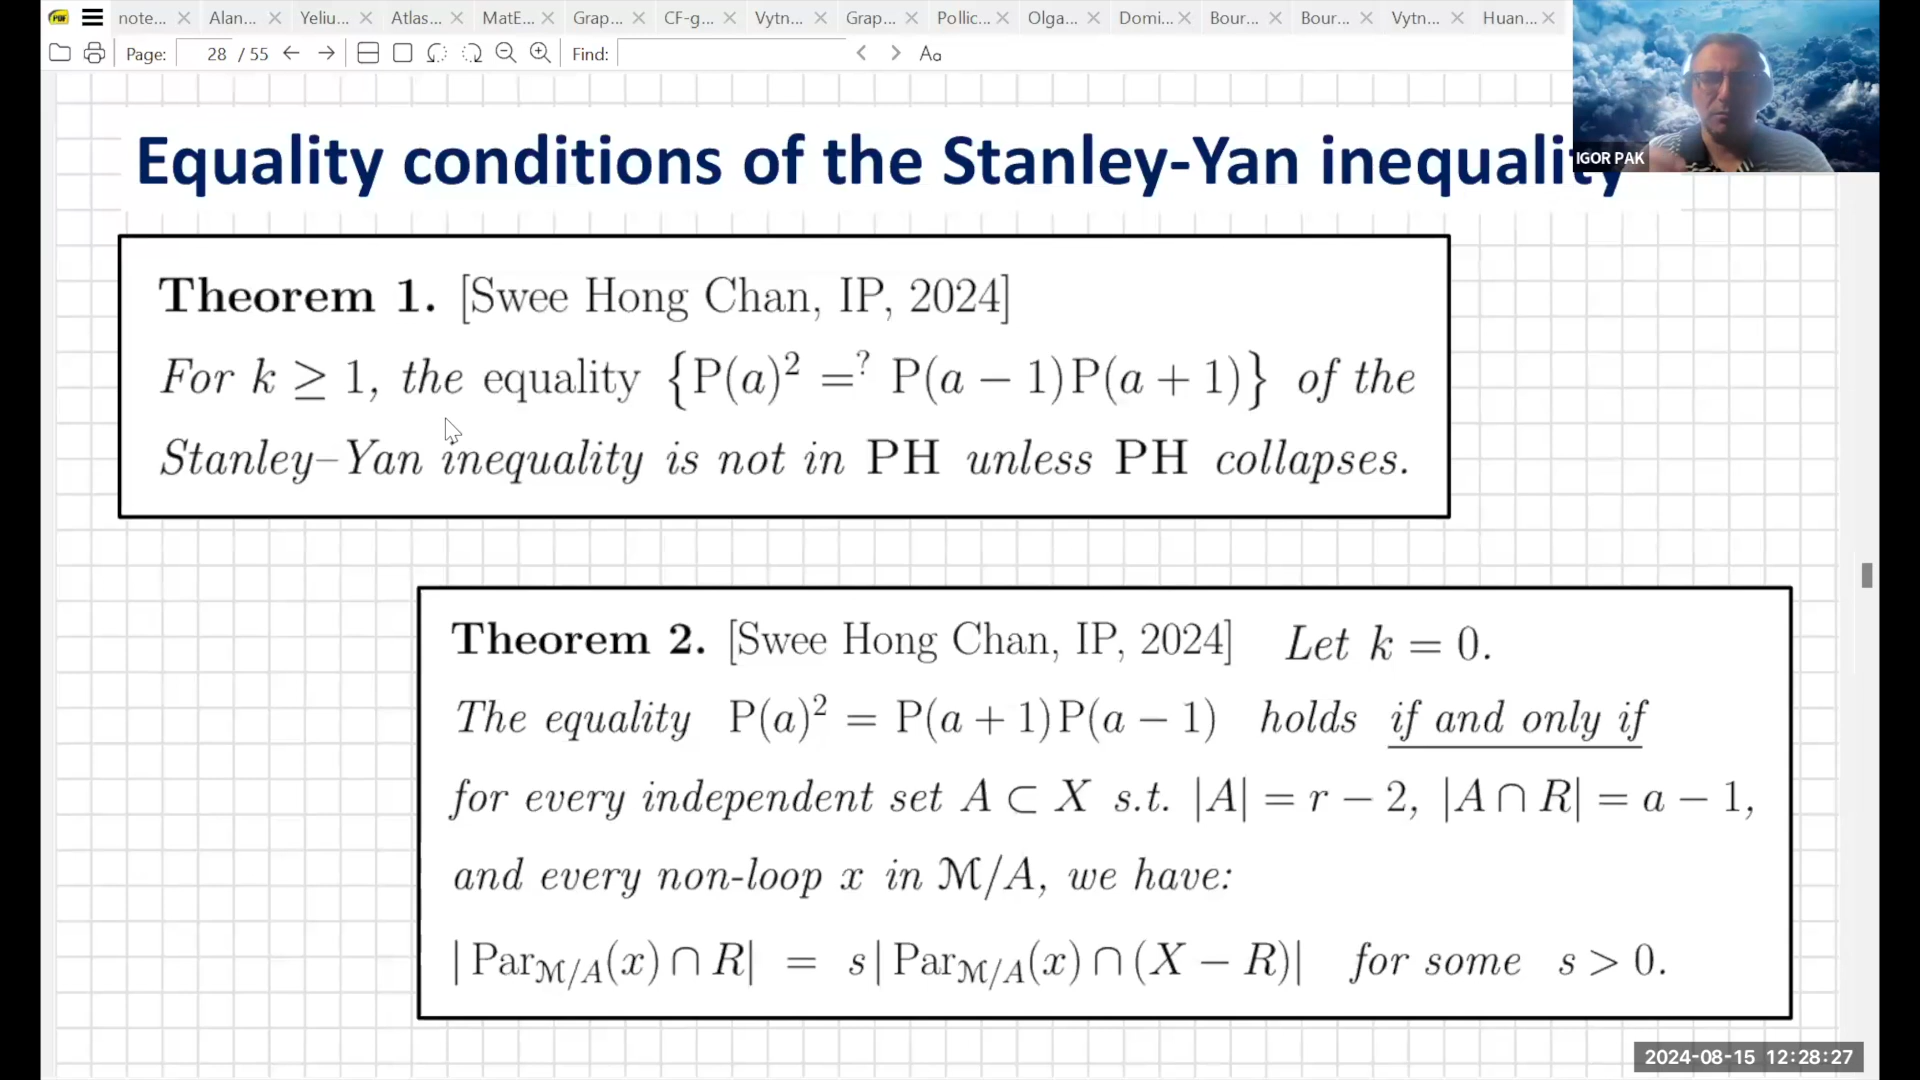 note... Alan... Yeliu... Atlas... MatE... Grap... CF-g... Vytn... Grap... Pollic... Olga... Domi... Bour... Bour... Vytn... Huan...
Page: 28 / 55 Find: Aa
IGOR PAK
Equality conditions of the Stanley-Yan inequality
Theorem 1. [Swee Hong Chan, IP, 2024]
For k ≥ 1, the equality {P(a)² =? P(a − 1)P(a + 1)} of the
Stanley–Yan inequality is not in PH unless PH collapses.
Theorem 2. [Swee Hong Chan, IP, 2024] Let k = 0.
The equality P(a)² = P(a + 1)P(a − 1) holds if and only if
for every independent set A ⊂ X s.t. |A| = r − 2, |A ∩ R| = a − 1,
and every non-loop x in ℳ/A, we have:
| Par_{ℳ/A}(x) ∩ R| = s | Par_{ℳ/A}(x) ∩ (X − R)| for some s > 0.
2024-08-15 12:28:27